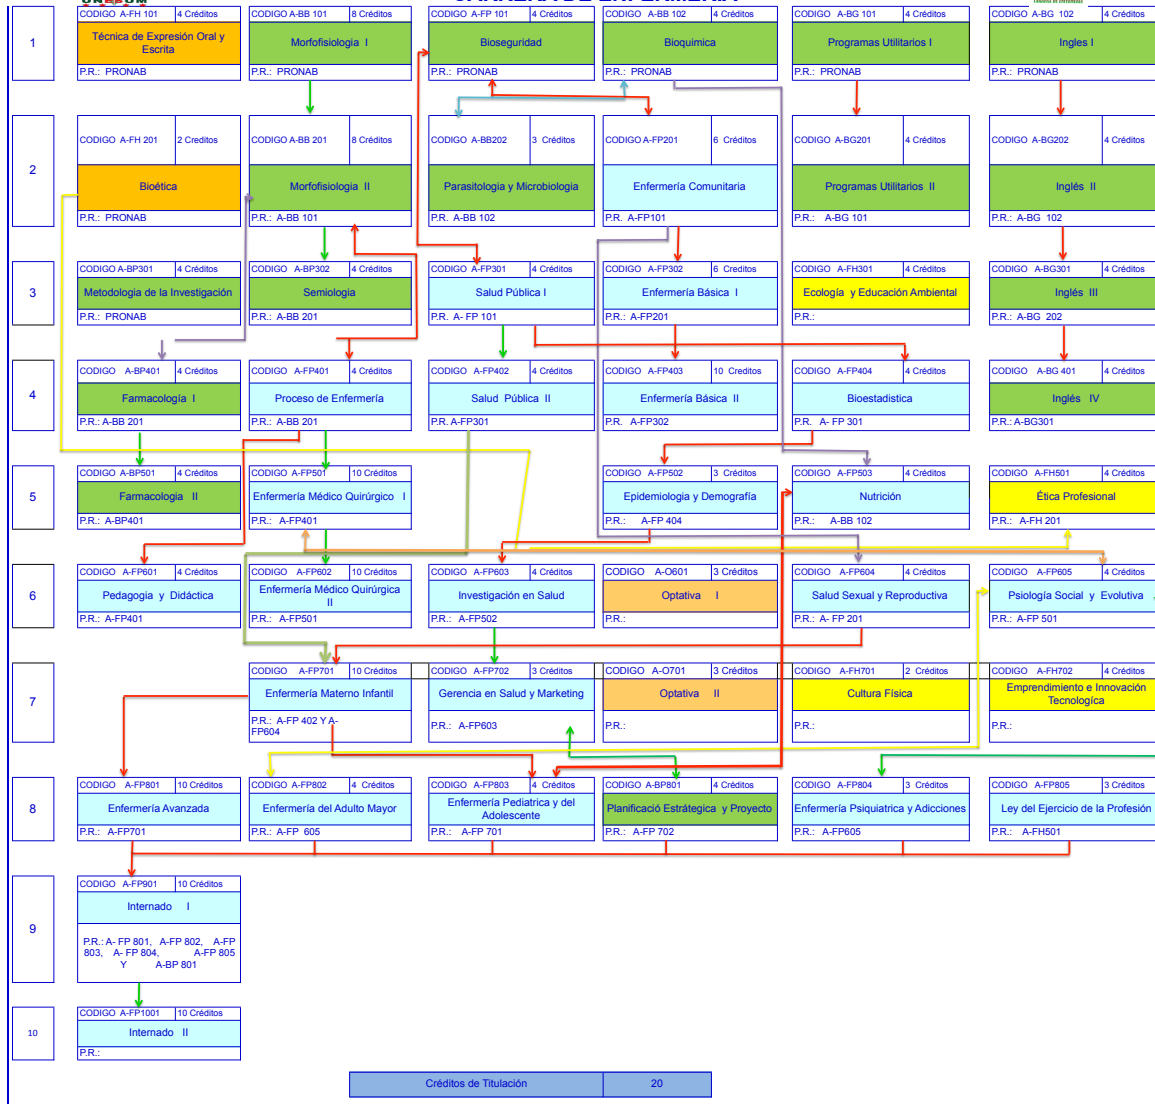 CODIGO A-FH 101 4 Créditos CODIGO A-BB 101 8 Créditos CODIGO A-FP 101 4 Créditos CODIGO A-BB 102 4 Créditos CODIGO A-BG 101 4 Créditos CODIGO A-BG 102 4 Créditos
1 Técnica de Expresión Oral y Escrita Morfofisiologia I Bioseguridad Bioquimica Programas Utilitarios I Ingles I
P.R.: PRONAB P.R.: PRONAB P.R.: PRONAB P.R.: PRONAB P.R.: PRONAB P.R.: PRONAB
CODIGO A-FH 201 2 Creditos CODIGO A-BB 201 8 Créditos CODIGO A-BB202 3 Créditos CODIGO A-FP201 6 Créditos CODIGO A-BG201 4 Créditos CODIGO A-BG202 4 Créditos
2 Bioética Morfofisiologia II Parasitologia y Microbiologia Enfermería Comunitaria Programas Utilitarios II Inglés II
P.R.: PRONAB P.R.: A-BB 101 P.R. A-BB 102 P.R. A-FP101 P.R.: A-BG 101 P.R.: A-BG 102
CODIGO A-BP301 4 Créditos CODIGO A-BP302 4 Créditos CODIGO A-FP301 4 Créditos CODIGO A-FP302 6 Creditos CODIGO A-FH301 4 Créditos CODIGO A-BG301 4 Créditos
3 Metodologia de la Investigación Semiologia Salud Pública I Enfermería Básica I Ecología y Educación Ambiental Inglés III
P.R.: PRONAB P.R.: A-BB 201 P.R. A- FP 101 P.R. A-FP201 P.R.: P.R.: A-BG 202
CODIGO A-BP401 4 Créditos CODIGO A-FP401 4 Créditos CODIGO A-FP402 4 Créditos CODIGO A-FP403 10 Creditos CODIGO A-FP404 4 Créditos CODIGO A-BG 401 4 Créditos
4 Farmacología I Proceso de Enfermería Salud Pública II Enfermería Básica II Bioestadistica Inglés IV
P.R.: A-BB 201 P.R.: A-BB 201 P.R. A-FP301 P.R. A-FP302 P.R. A- FP 301 P.R.: A-BG301
CODIGO A-BP501 4 Créditos CODIGO A-FP501 10 Créditos CODIGO A-FP502 3 Créditos CODIGO A-FP503 4 Créditos CODIGO A-FH501 4 Créditos
5 Farmacologia II Enfermería Médico Quirúrgico I Epidemiologia y Demografía Nutrición Ética Profesional
P.R.: A-BP401 P.R.: A-FP401 P.R.: A-FP 404 P.R.: A-BB 102 P.R.: A-FH 201
CODIGO A-FP601 4 Créditos CODIGO A-FP602 10 Créditos CODIGO A-FP603 4 Créditos CODIGO A-O601 3 Créditos CODIGO A-FP604 4 Créditos CODIGO A-FP605 4 Créditos
6 Pedagogia y Didáctica Enfermería Médico Quirúrgica II Investigación en Salud Optativa I Salud Sexual y Reproductiva Psiología Social y Evolutiva
P.R.: A-FP401 P.R.: A-FP501 P.R.: A-FP502 P.R.: P.R.: A- FP 201 P.R.: A-FP 501
CODIGO A-FP701 10 Créditos CODIGO A-FP702 3 Créditos CODIGO A-O701 3 Créditos CODIGO A-FH701 2 Créditos CODIGO A-FH702 4 Créditos
7 Enfermería Materno Infantil Gerencia en Salud y Marketing Optativa II Cultura Física Emprendimiento e Innovación Tecnologíca
P.R.: A-FP 402 Y A-FP604 P.R.: A-FP603 P.R.: P.R.: P.R.:
CODIGO A-FP801 10 Créditos CODIGO A-FP802 4 Créditos CODIGO A-FP803 4 Créditos CODIGO A-BP801 4 Créditos CODIGO A-FP804 3 Créditos CODIGO A-FP805 3 Créditos
8 Enfermería Avanzada Enfermería del Adulto Mayor Enfermería Pediatrica y del Adolescente Planificació Estrátegica y Proyecto Enfermería Psiquiatrica y Adicciones Ley del Ejercicio de la Profesión
P.R.: A-FP701 P.R.: A-FP 605 P.R.: A-FP 701 P.R.: A-FP 702 P.R.: A-FP605 P.R.: A-FH501
CODIGO A-FP901 10 Créditos
Internado I
9
P.R.: A- FP 801, A-FP 802, A-FP
803, A- FP 804, A-FP 805
Y A-BP 801
CODIGO A-FP1001 10 Créditos
10 Internado II
P.R.:
Créditos de Titulación 20